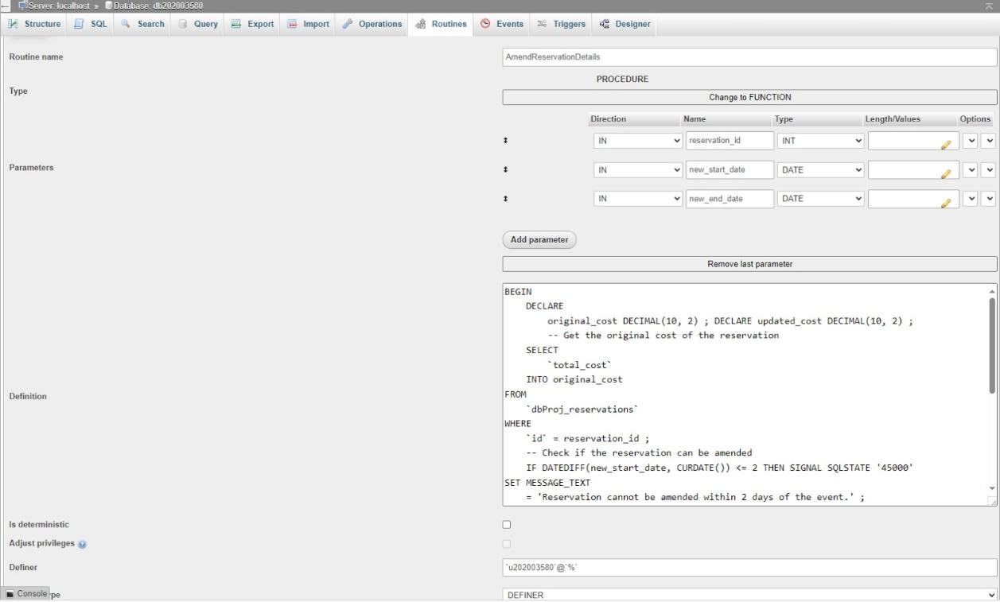 Server: localhost » Database: db202003580
Structure SQL Search Query Export Import Operations Routines Events Triggers Designer
Routine name AmendReservationDetails
Type PROCEDURE
Change to FUNCTION
Direction Name Type Length/Values Options
IN reservation_id INT
Parameters IN new_start_date DATE
IN new_end_date DATE
Add parameter
Remove last parameter
Definition
BEGIN
DECLARE
original_cost DECIMAL(10, 2) ; DECLARE updated_cost DECIMAL(10, 2) ;
-- Get the original cost of the reservation
SELECT
`total_cost`
INTO original_cost
FROM
`dbProj_reservations`
WHERE
`id` = reservation_id ;
-- Check if the reservation can be amended
IF DATEDIFF(new_start_date, CURDATE()) <= 2 THEN SIGNAL SQLSTATE '45000'
SET MESSAGE_TEXT
= 'Reservation cannot be amended within 2 days of the event.' ;
Is deterministic
Adjust privileges
Definer `u202003580`@`%`
Console ype DEFINER